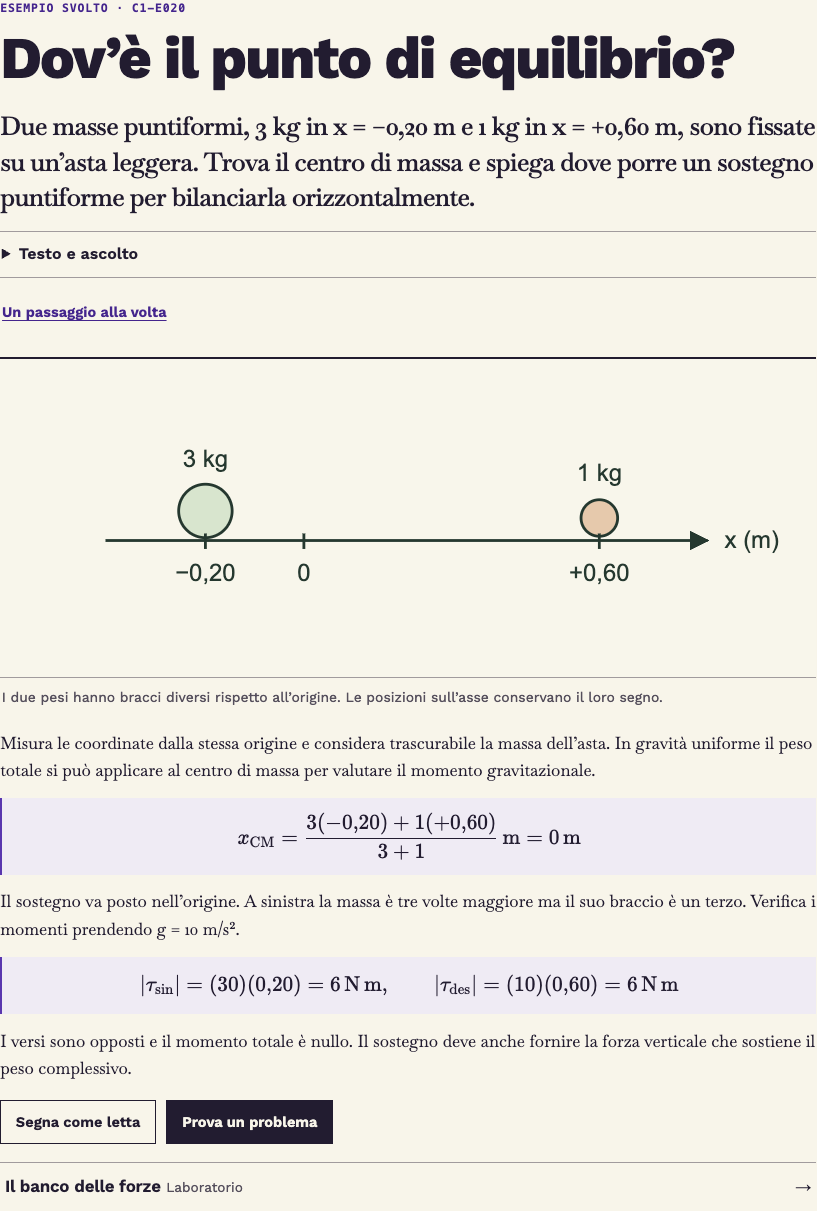 ESEMPIO SVOLTO · C1–E020
Dov’è il punto di equilibrio?
Due masse puntiformi, 3 kg in x = −0,20 m e 1 kg in x = +0,60 m, sono fissate
su un’asta leggera. Trova il centro di massa e spiega dove porre un sostegno
puntiforme per bilanciarla orizzontalmente.
▶ Testo e ascolto
Un passaggio alla volta
3 kg
1 kg
x (m)
−0,20
0
+0,60
I due pesi hanno bracci diversi rispetto all’origine. Le posizioni sull’asse conservano il loro segno.
Misura le coordinate dalla stessa origine e considera trascurabile la massa dell’asta. In gravità uniforme il peso
totale si può applicare al centro di massa per valutare il momento gravitazionale.
x_CM = (3(−0,20) + 1(+0,60))/(3 + 1) m = 0 m
Il sostegno va posto nell’origine. A sinistra la massa è tre volte maggiore ma il suo braccio è un terzo. Verifica i
momenti prendendo g = 10 m/s².
|τ_sin| = (30)(0,20) = 6 N m, |τ_des| = (10)(0,60) = 6 N m
I versi sono opposti e il momento totale è nullo. Il sostegno deve anche fornire la forza verticale che sostiene il
peso complessivo.
Segna come letta
Prova un problema
Il banco delle forze Laboratorio →